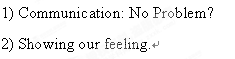 1) Communication: No Problem?
2) Showing our feeling.↵